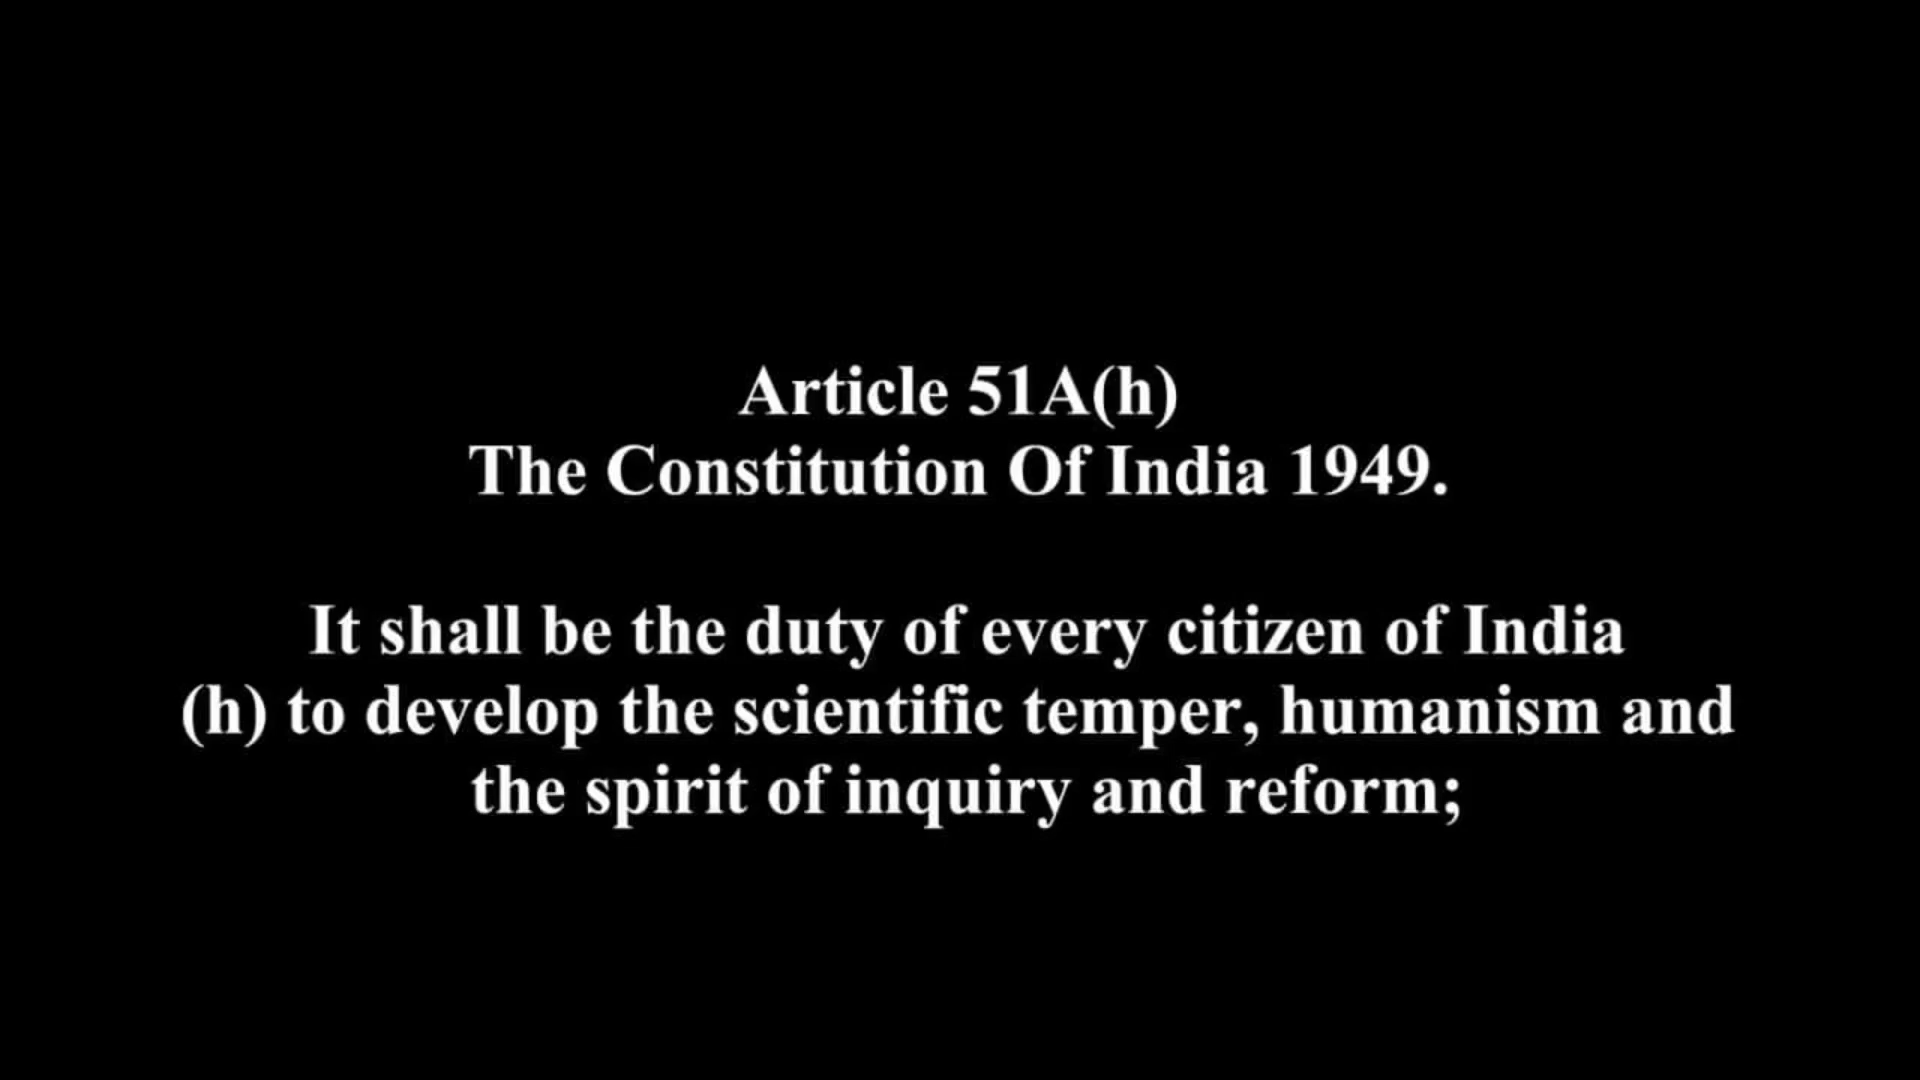 Article 51A(h)
The Constitution Of India 1949.
It shall be the duty of every citizen of India
(h) to develop the scientific temper, humanism and
the spirit of inquiry and reform;